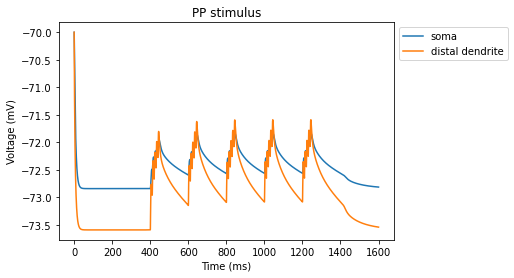 PP stimulus
soma
distal dendrite
Voltage (mV)
−70.0
−70.5
−71.0
−71.5
−72.0
−72.5
−73.0
−73.5
0 200 400 600 800 1000 1200 1400 1600
Time (ms)